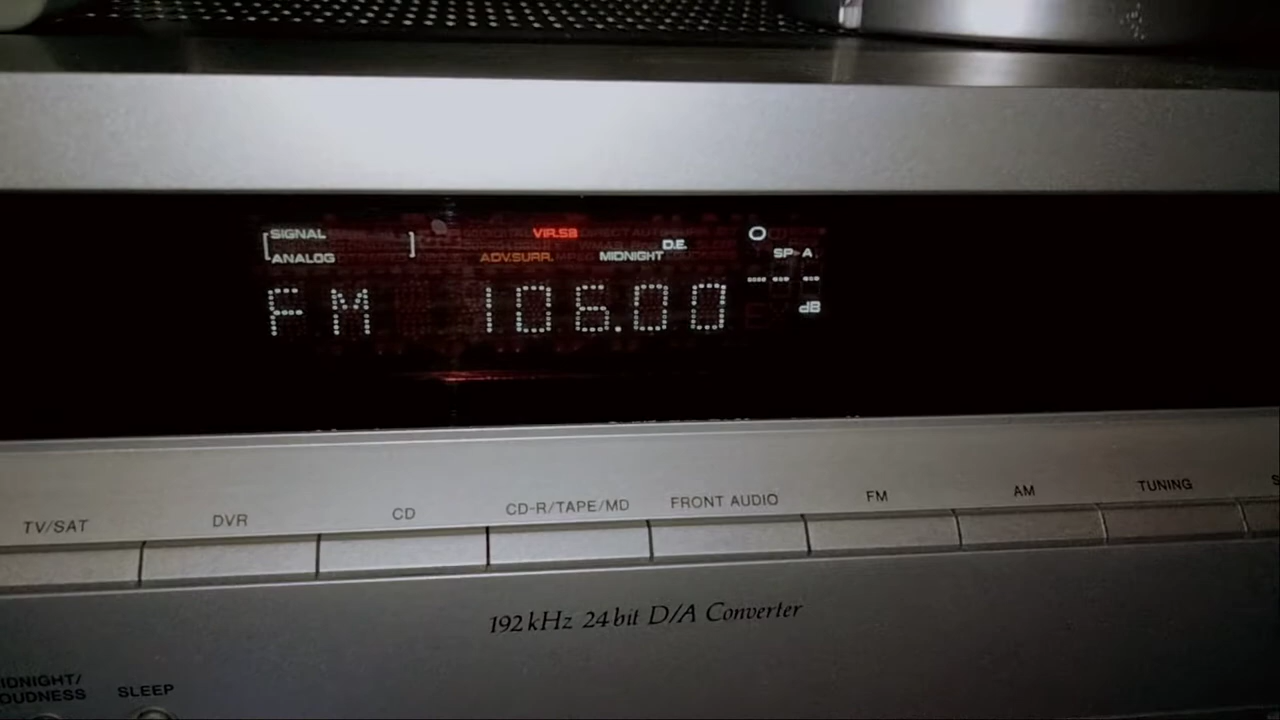 SIGNAL
VIR.SB
D.E.
ANALOG
ADV.SURR.
MIDNIGHT
SP▸A
FM 106.00
--- dB
TV/SAT DVR CD CD-R/TAPE/MD FRONT AUDIO FM AM TUNING
192 kHz 24 bit D/A Converter
SLEEP